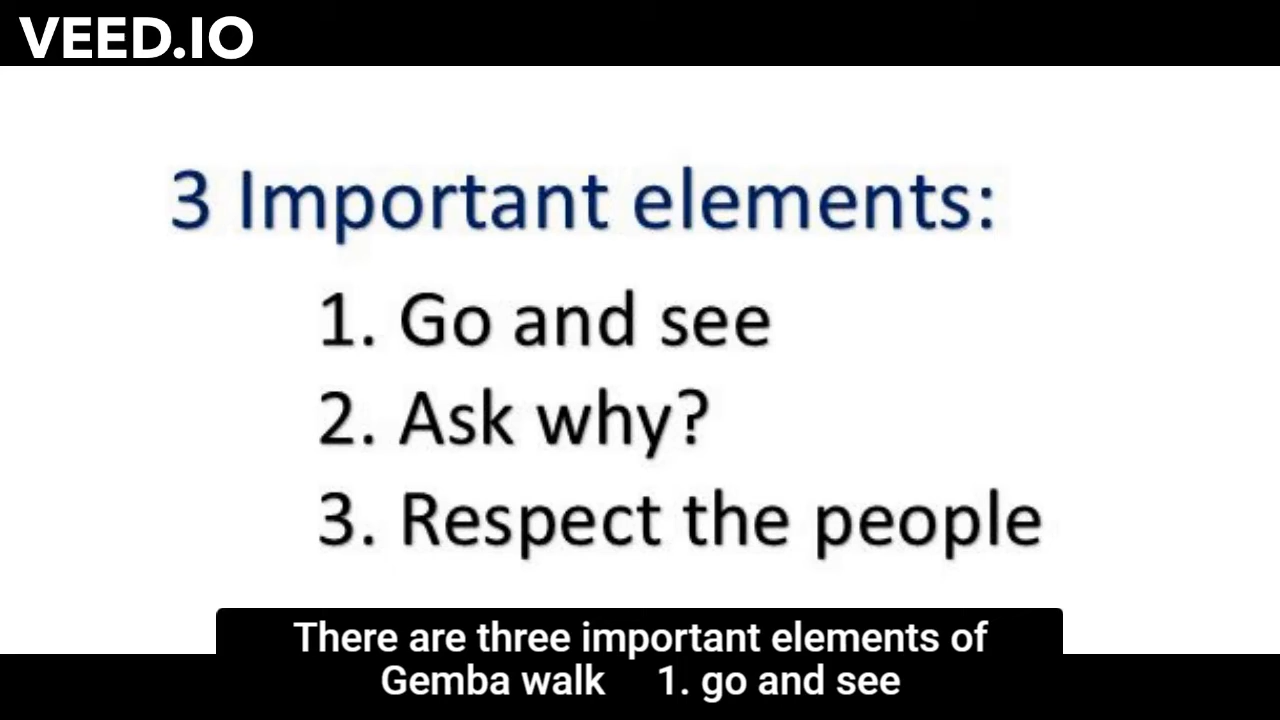 VEED.IO
3 Important elements:
1. Go and see
2. Ask why?
3. Respect the people
There are three important elements of
Gemba walk 1. go and see